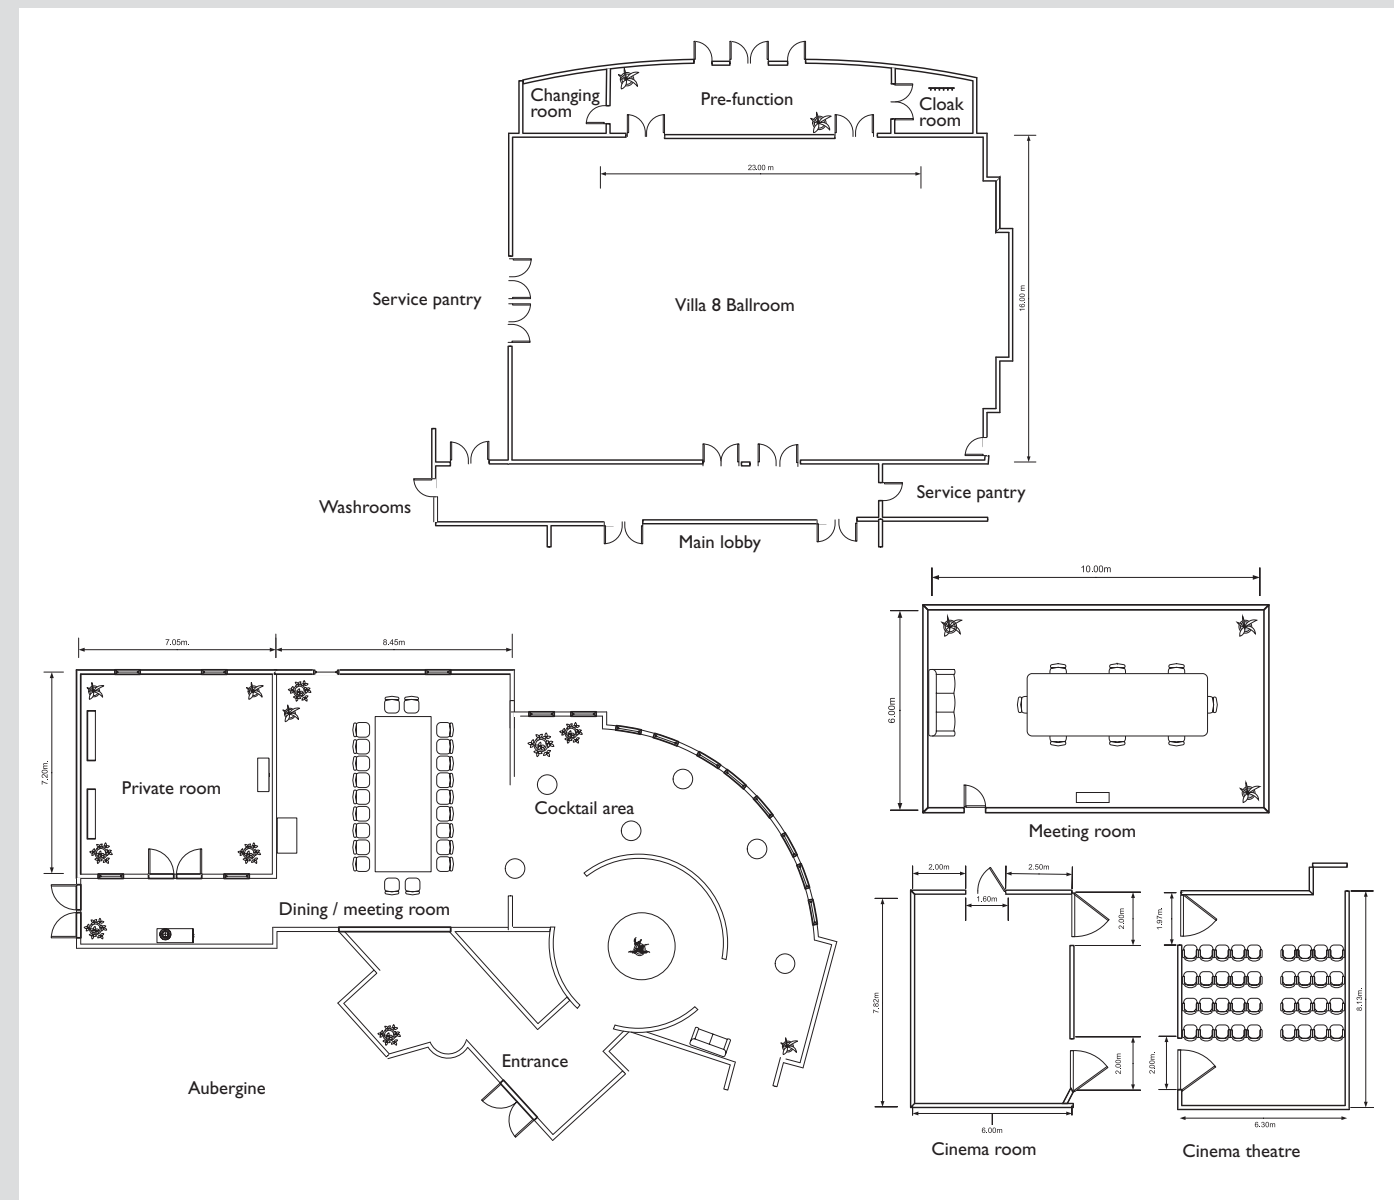 Changing
room
Pre-function
Cloak
room
23.00 m
Service pantry
Villa 8 Ballroom
16.00 m
Washrooms
Service pantry
Main lobby
10.00m
6.00m
Meeting room
7.05m.
8.45m
7.20m.
Private room
Cocktail area
Dining / meeting room
Entrance
Aubergine
2.00m
2.50m
1.60m
2.00m
7.82m
2.00m
6.00m
Cinema room
1.97m.
8.13m.
2.00m.
6.30m
Cinema theatre